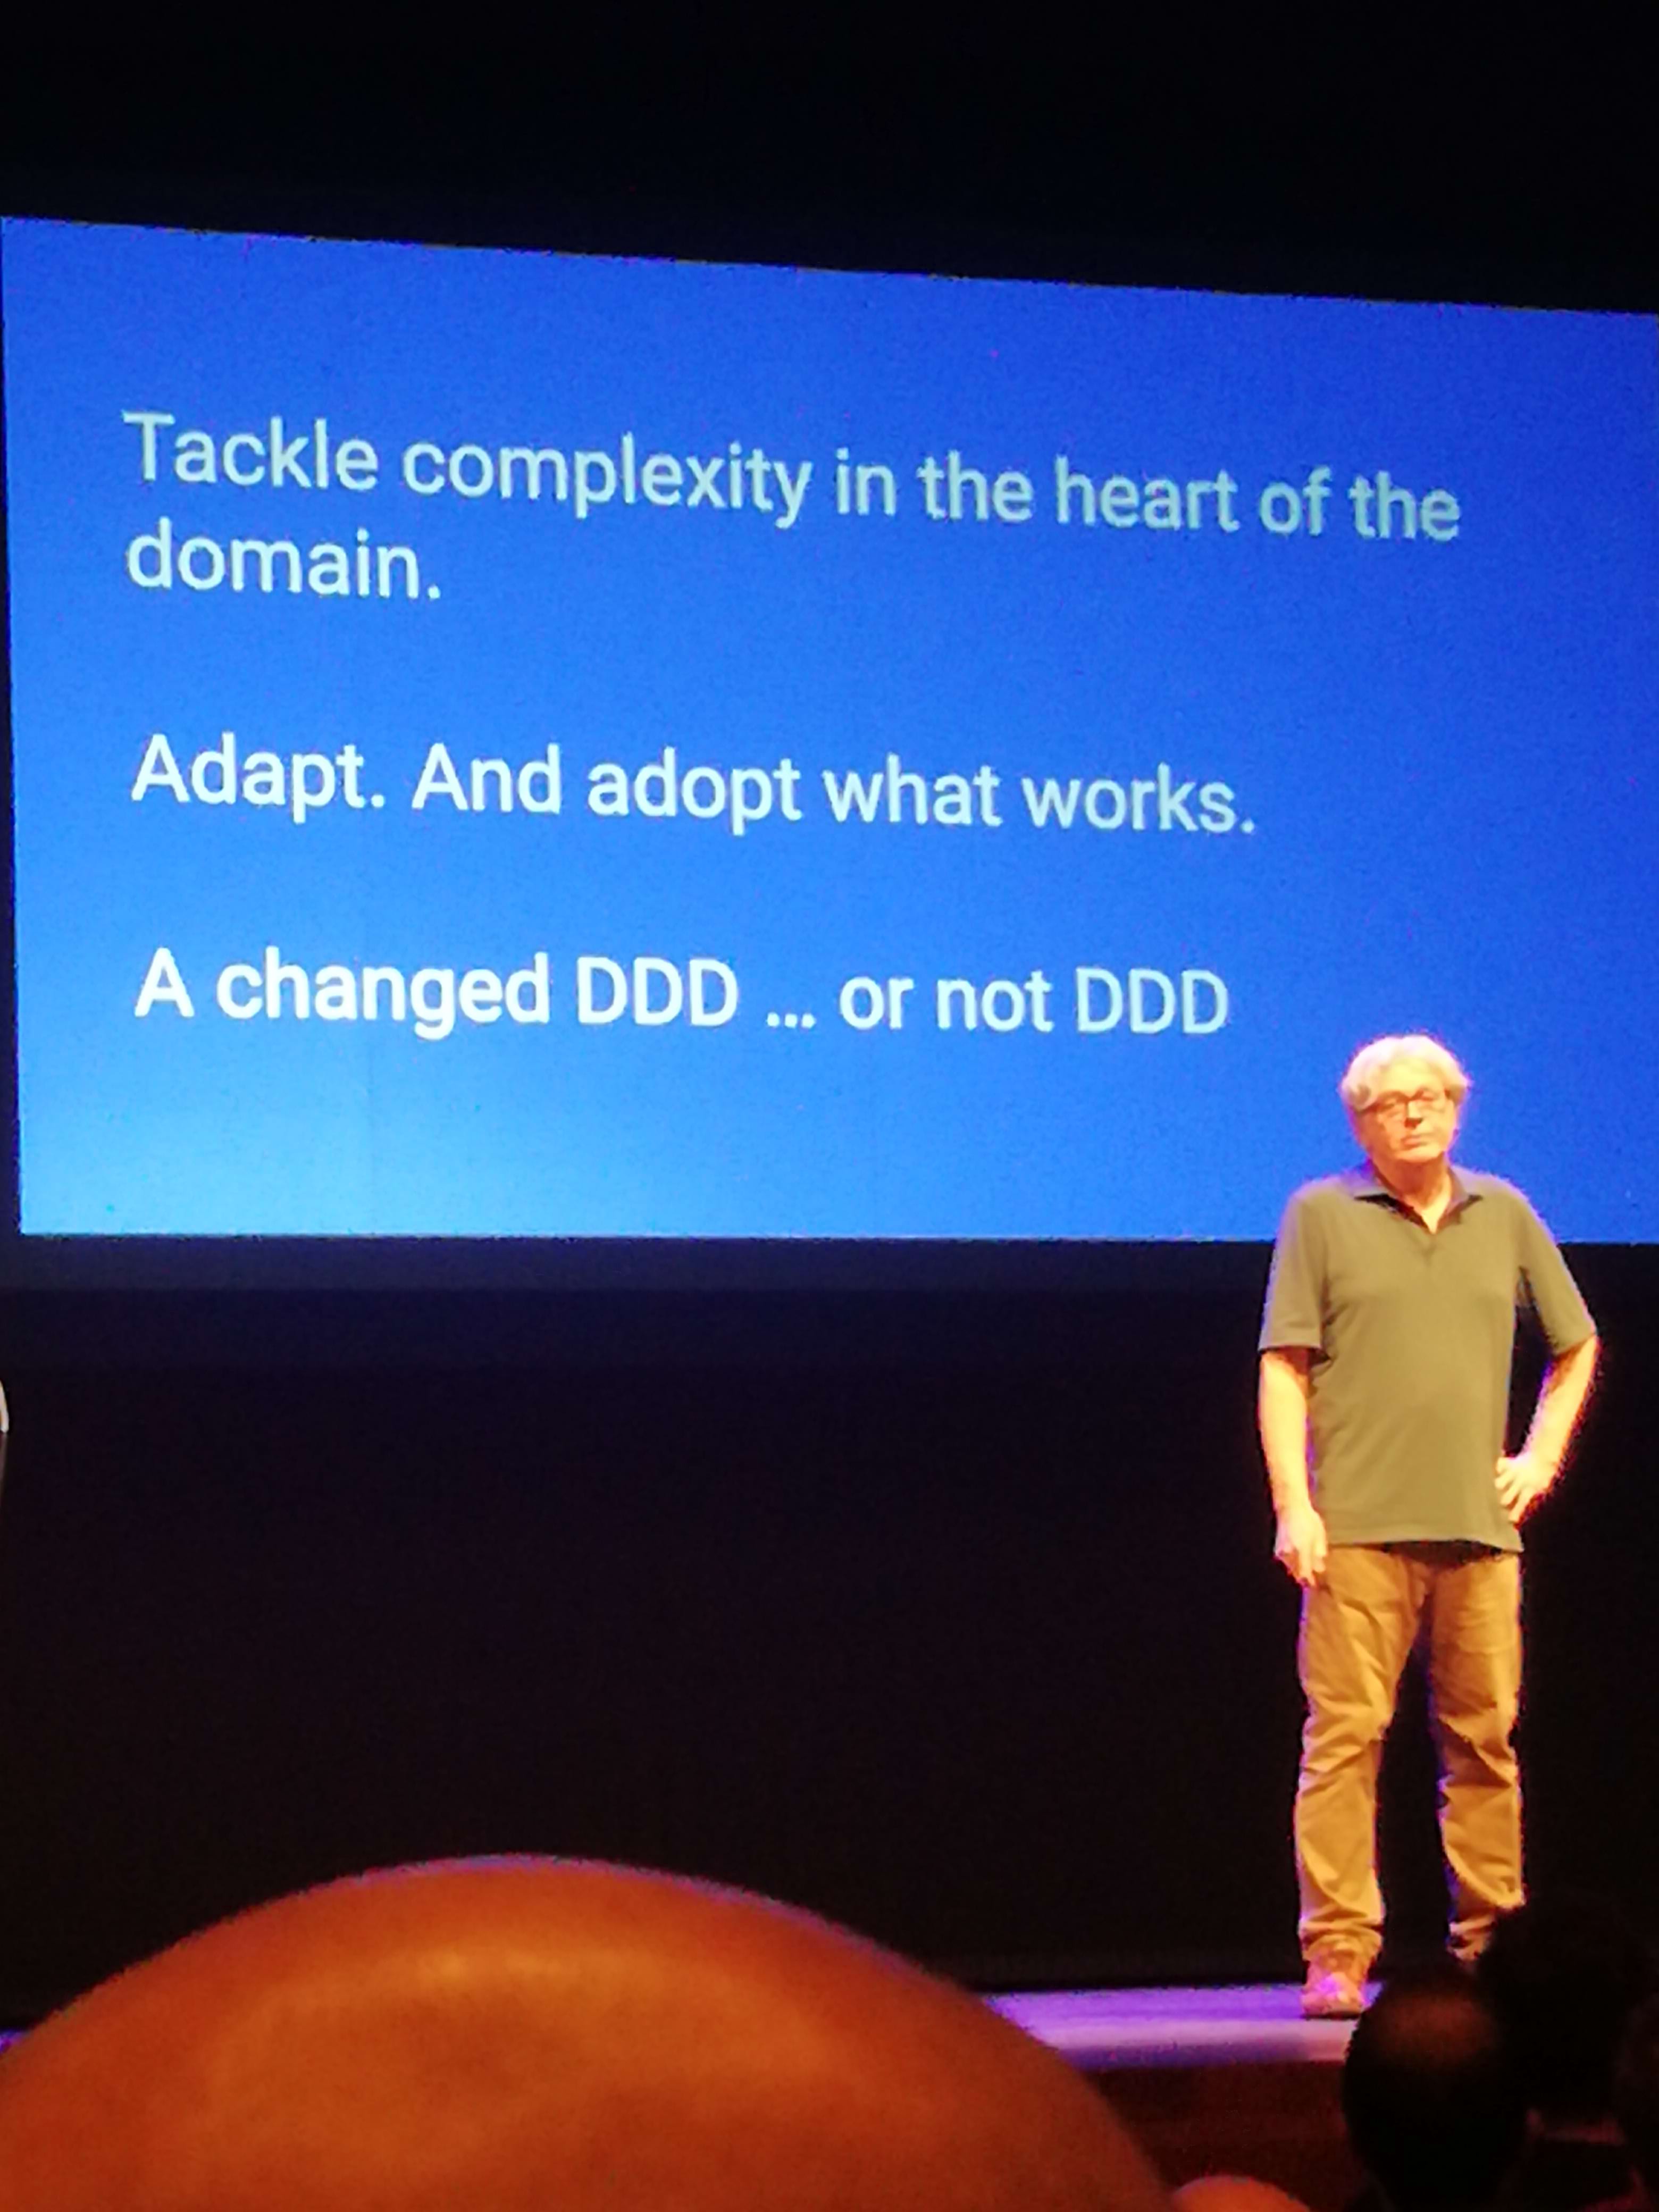 Tackle complexity in the heart of the
domain.
Adapt. And adopt what works.
A changed DDD ... or not DDD